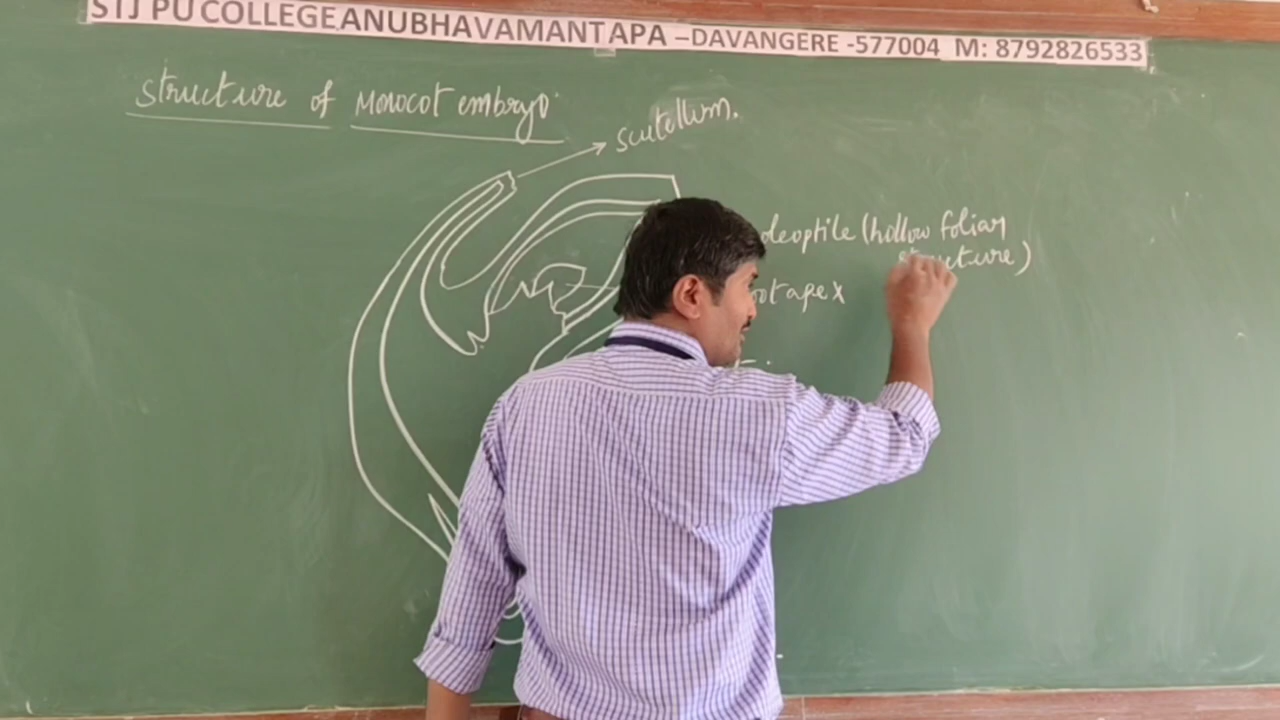 STJ PU COLLEGE ANUBHAVAMANTAPA –DAVANGERE -577004 M: 8792826533
structure of Monocot embryo
scutellum.
deoptile (hollow foliar
structure)
ot apex